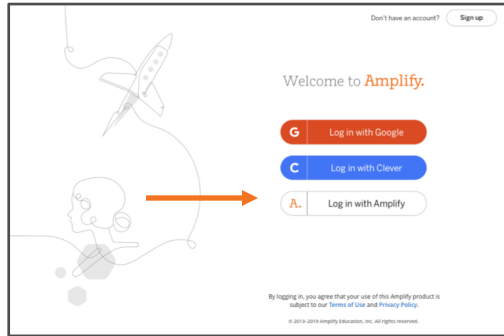 Don't have an account? Sign up
Welcome to Amplify.
G Log in with Google
C Log in with Clever
A. Log in with Amplify
By logging in, you agree that your use of this Amplify product is
subject to our Terms of Use and Privacy Policy.
© 2013-2019 Amplify Education, Inc. All rights reserved.